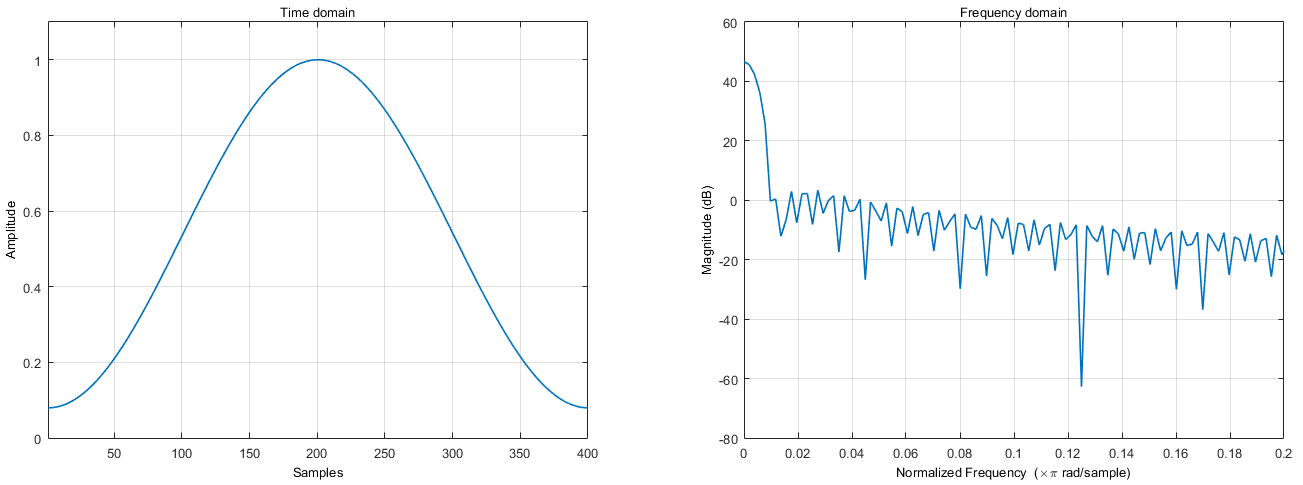 Time domain
Amplitude
1
0.8
0.6
0.4
0.2
0
50 100 150 200 250 300 350 400
Samples
Frequency domain
Magnitude (dB)
60
40
20
0
-20
-40
-60
-80
0 0.02 0.04 0.06 0.08 0.1 0.12 0.14 0.16 0.18 0.2
Normalized Frequency (×π rad/sample)